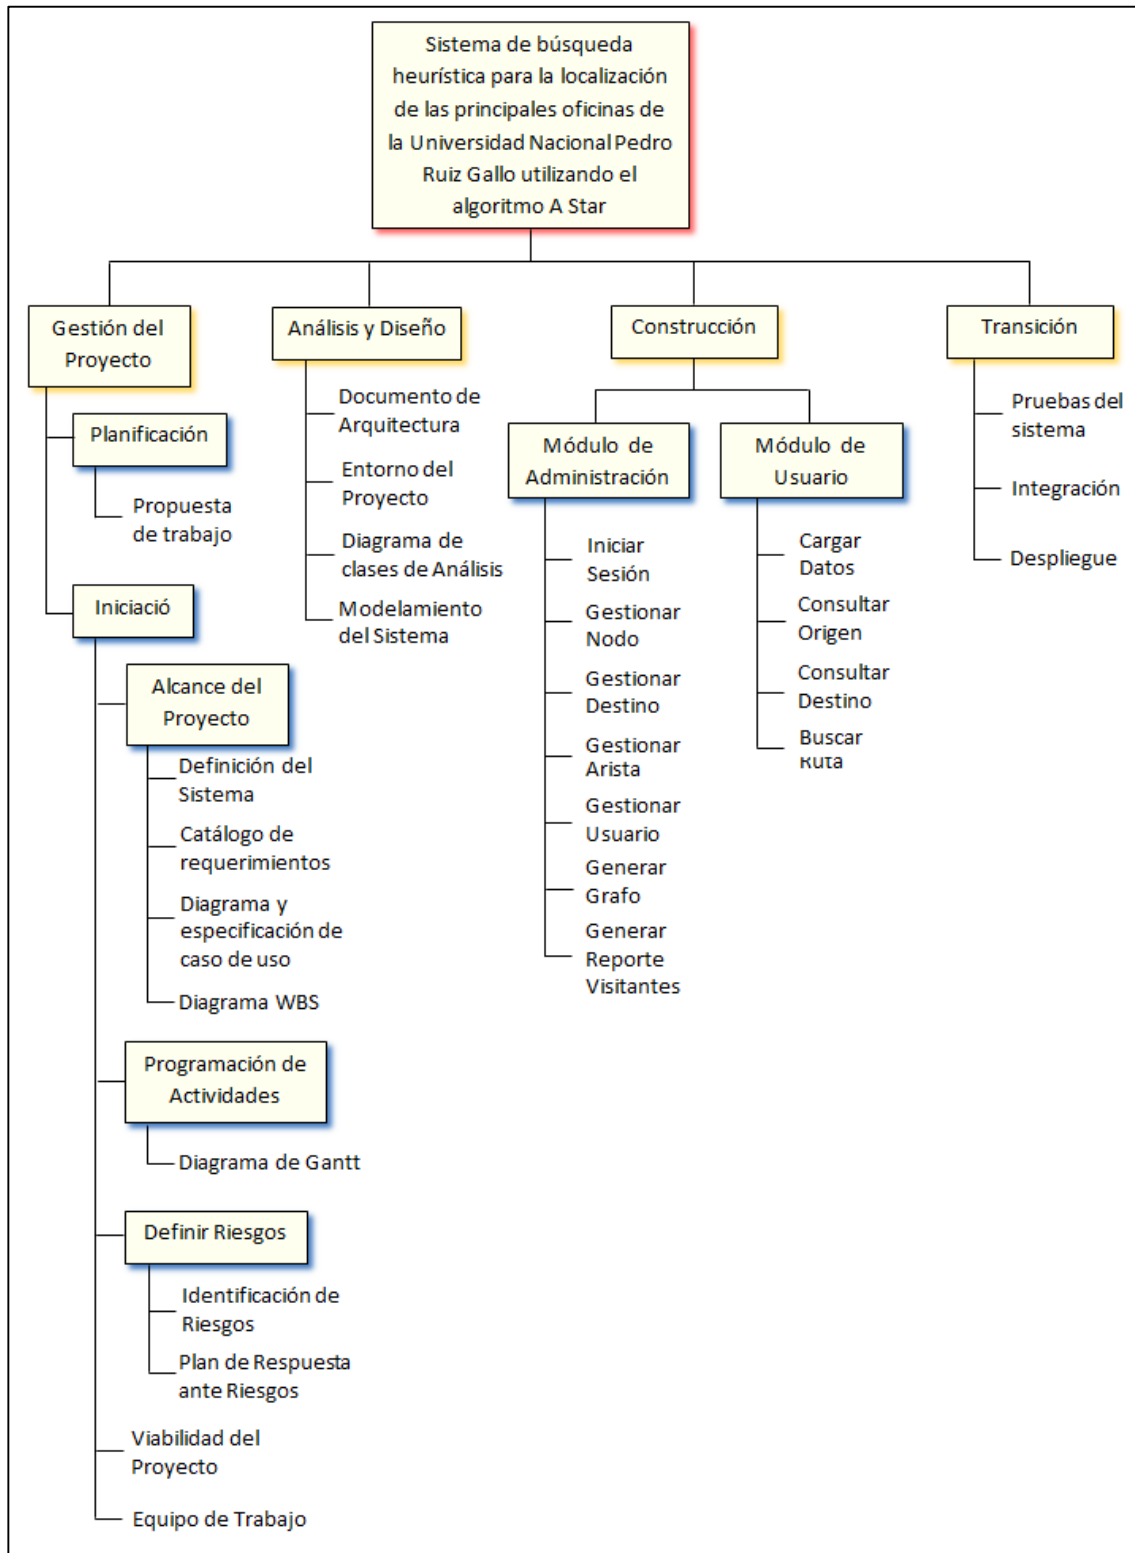 Sistema de búsqueda
heurística para la localización
de las principales oficinas de
la Universidad Nacional Pedro
Ruiz Gallo utilizando el
algoritmo A Star
Gestión del
Proyecto
Planificación
Propuesta
de trabajo
Iniciació
Alcance del
Proyecto
Definición del
Sistema
Catálogo de
requerimientos
Diagrama y
especificación de
caso de uso
Diagrama WBS
Programación de
Actividades
Diagrama de Gantt
Definir Riesgos
Identificación de
Riesgos
Plan de Respuesta
ante Riesgos
Viabilidad del
Proyecto
Equipo de Trabajo
Análisis y Diseño
Documento de
Arquitectura
Entorno del
Proyecto
Diagrama de
clases de Análisis
Modelamiento
del Sistema
Construcción
Módulo de
Administración
Iniciar
Sesión
Gestionar
Nodo
Gestionar
Destino
Gestionar
Arista
Gestionar
Usuario
Generar
Grafo
Generar
Reporte
Visitantes
Módulo de
Usuario
Cargar
Datos
Consultar
Origen
Consultar
Destino
Buscar
Ruta
Transición
Pruebas del
sistema
Integración
Despliegue